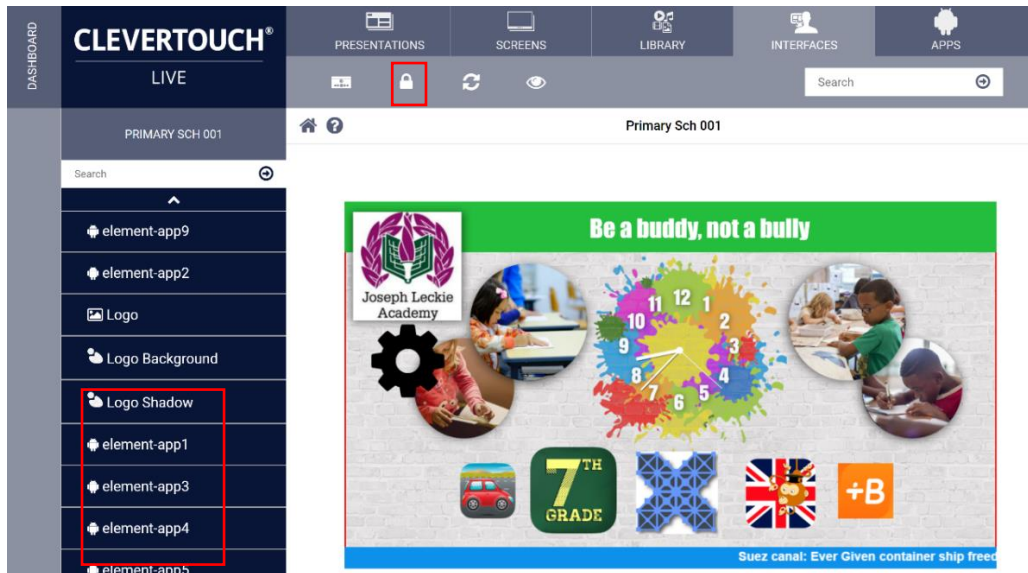 DASHBOARD
CLEVERTOUCH®
LIVE
PRESENTATIONS
SCREENS
LIBRARY
INTERFACES
APPS
Search
PRIMARY SCH 001
Primary Sch 001
Search
element-app9
element-app2
Logo
Logo Background
Logo Shadow
element-app1
element-app3
element-app4
element-app5
Be a buddy, not a bully
Joseph Leckie
Academy
11 12 1
10 2
9 3
8 4
7 6 5
7TH
GRADE
÷B
Suez canal: Ever Given container ship freed